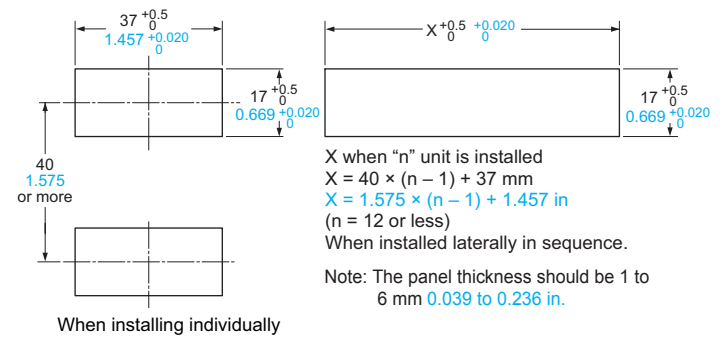 37 +0.5 0
1.457 +0.020 0
17 +0.5 0
0.669 +0.020 0
40
1.575
or more
When installing individually
X +0.5 0 +0.020 0
17 +0.5 0
0.669 +0.020 0
X when “n” unit is installed
X = 40 × (n – 1) + 37 mm
X = 1.575 × (n – 1) + 1.457 in
(n = 12 or less)
When installed laterally in sequence.
Note: The panel thickness should be 1 to
6 mm 0.039 to 0.236 in.